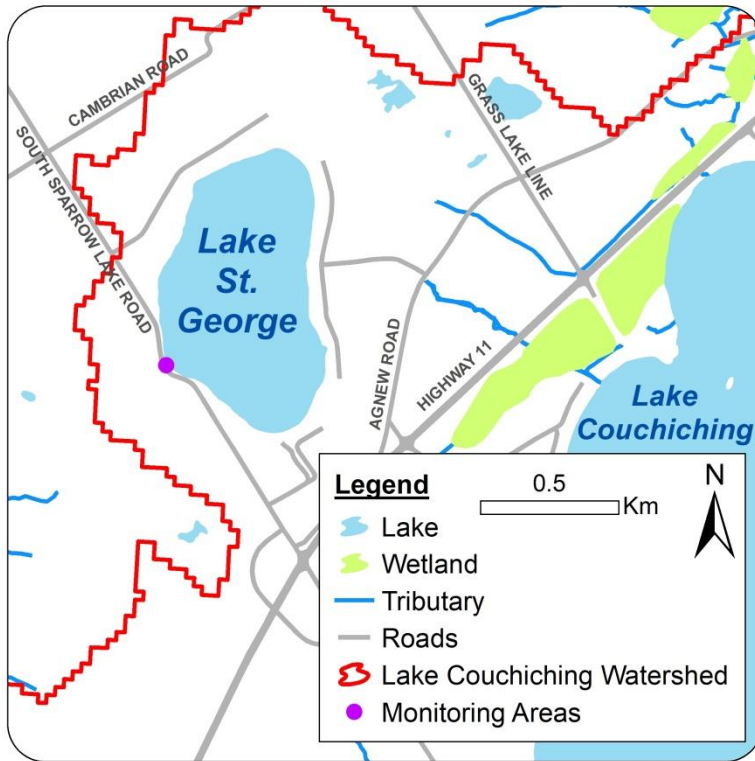 CAMBRIAN ROAD
SOUTH SPARROW LAKE ROAD
GRASS LAKE LINE
Lake
St.
George
AGNEW ROAD
HIGHWAY 11
Lake
Couchiching
Legend
0.5
Km
N
Lake
Wetland
Tributary
Roads
Lake Couchiching Watershed
Monitoring Areas